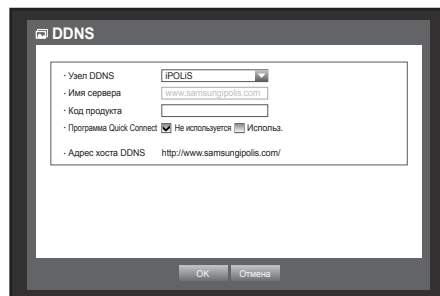 DDNS
· Узел DDNS iPOLiS
· Имя сервера www.samsungipolis.com
· Код продукта
· Программа Quick Connect Не используется Использ.
· Адрес хоста DDNS http://www.samsungipolis.com/
OK Отмена